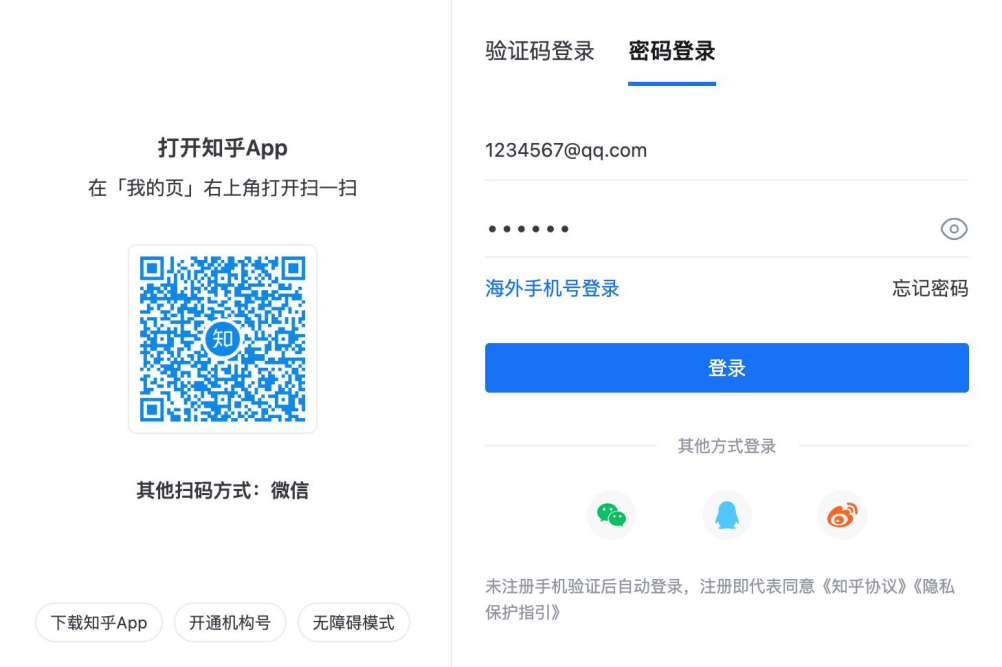 打开知乎App
在「我的页」右上角打开扫一扫
知
其他扫码方式：微信
下载知乎App
开通机构号
无障碍模式
验证码登录
密码登录
1234567@qq.com
••••••
海外手机号登录
忘记密码
登录
其他方式登录
未注册手机验证后自动登录，注册即代表同意《知乎协议》《隐私
保护指引》